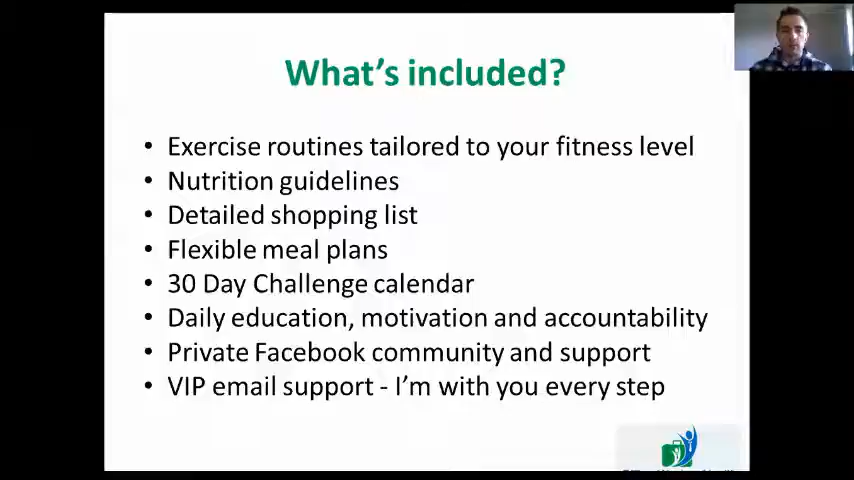 What's included?
• Exercise routines tailored to your fitness level
• Nutrition guidelines
• Detailed shopping list
• Flexible meal plans
• 30 Day Challenge calendar
• Daily education, motivation and accountability
• Private Facebook community and support
• VIP email support - I'm with you every step